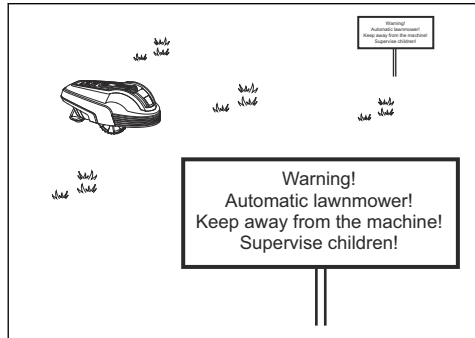 Warning!
Automatic lawnmower!
Keep away from the machine!
Supervise children!
Warning!
Automatic lawnmower!
Keep away from the machine!
Supervise children!